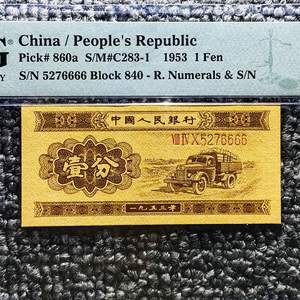 G China / People's Republic
Y Pick# 860a S/M#C283-1 1953 1 Fen
S/N 5276666 Block 840 - R. Numerals & S/N
中國人民銀行
VIII IV X 5276666
壹分
一九五三年